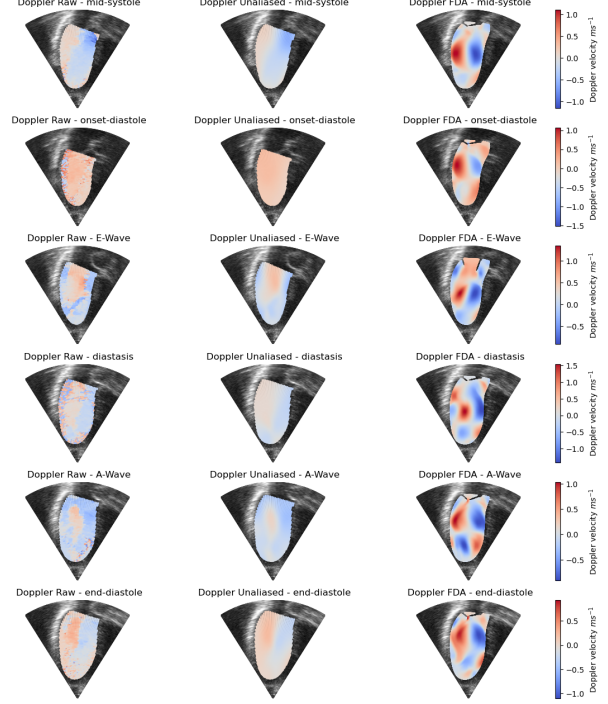 Doppler Raw - mid-systole Doppler Unaliased - mid-systole Doppler FDA - mid-systole
1.0
0.5
0.0
−0.5
−1.0
Doppler velocity ms⁻¹
Doppler Raw - onset-diastole Doppler Unaliased - onset-diastole Doppler FDA - onset-diastole
1.0
0.5
0.0
−0.5
−1.0
−1.5
Doppler velocity ms⁻¹
Doppler Raw - E-Wave Doppler Unaliased - E-Wave Doppler FDA - E-Wave
1.0
0.5
0.0
−0.5
Doppler velocity ms⁻¹
Doppler Raw - diastasis Doppler Unaliased - diastasis Doppler FDA - diastasis
1.5
1.0
0.5
0.0
−0.5
−1.0
Doppler velocity ms⁻¹
Doppler Raw - A-Wave Doppler Unaliased - A-Wave Doppler FDA - A-Wave
1.0
0.5
0.0
−0.5
Doppler velocity ms⁻¹
Doppler Raw - end-diastole Doppler Unaliased - end-diastole Doppler FDA - end-diastole
0.5
0.0
−0.5
−1.0
Doppler velocity ms⁻¹